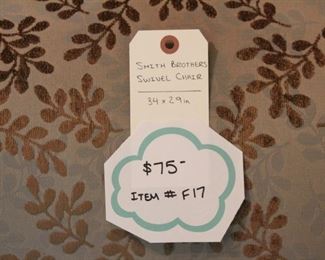 SMITH BROTHERS
SWIVEL CHAIR
34 x 29 in
$75-
ITEM # F17